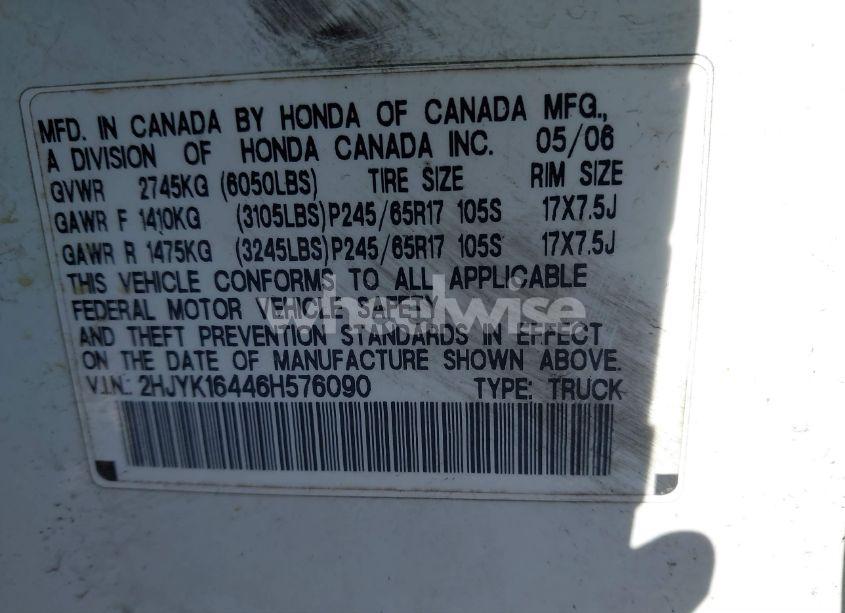 MFD. IN CANADA BY HONDA OF CANADA MFG.,
A DIVISION OF HONDA CANADA INC. 05/06
GVWR 2745KG (6050LBS) TIRE SIZE RIM SIZE
GAWR F 1410KG (3105LBS) P245/65R17 105S 17X7.5J
GAWR R 1475KG (3245LBS) P245/65R17 105S 17X7.5J
THIS VEHICLE CONFORMS TO ALL APPLICABLE
FEDERAL MOTOR VEHICLE SAFETY
AND THEFT PREVENTION STANDARDS IN EFFECT
ON THE DATE OF MANUFACTURE SHOWN ABOVE.
V.I.N.: 2HJYK16446H576090 TYPE: TRUCK
wheelwise